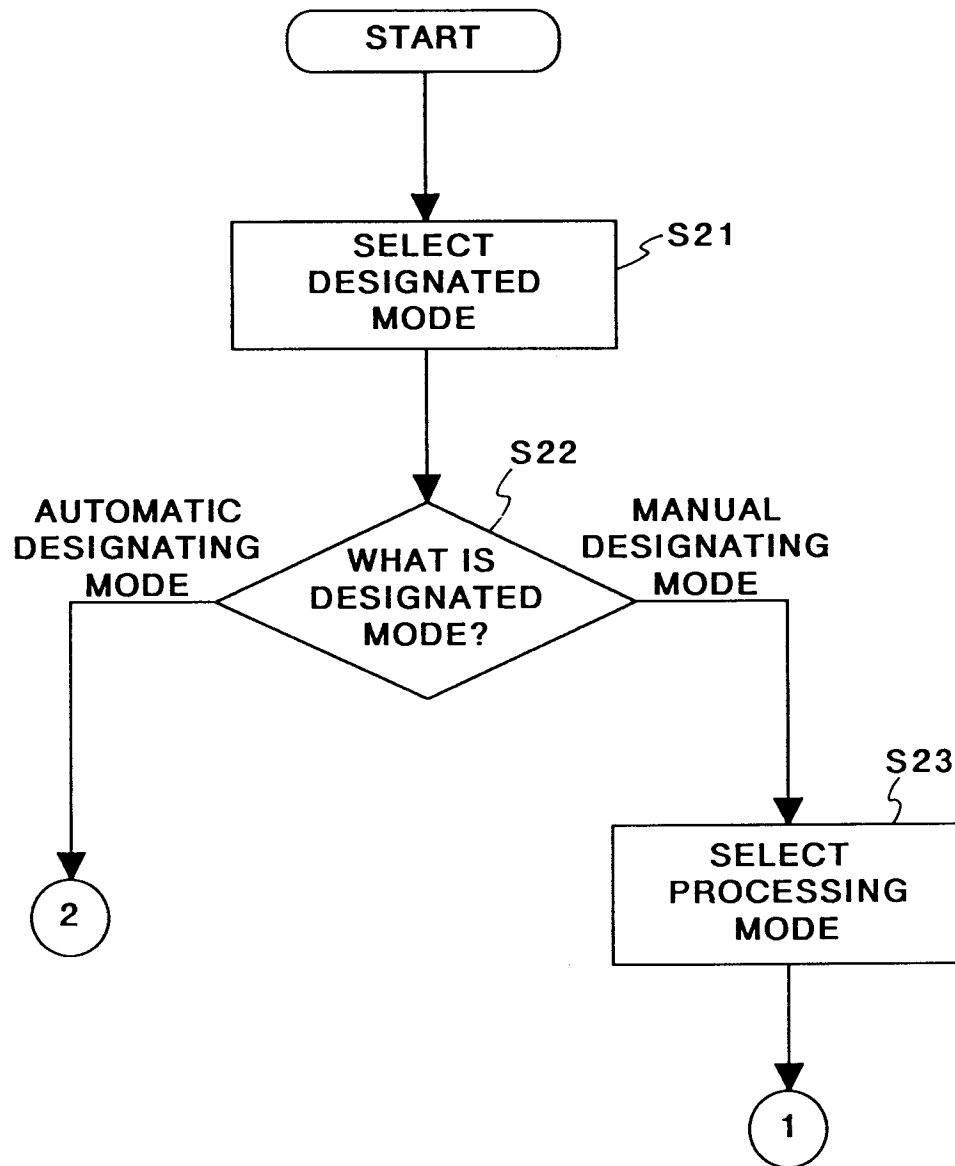 START
SELECT
DESIGNATED
MODE
S21
S22
AUTOMATIC
DESIGNATING
MODE
WHAT IS
DESIGNATED
MODE?
MANUAL
DESIGNATING
MODE
S23
SELECT
PROCESSING
MODE
2
1